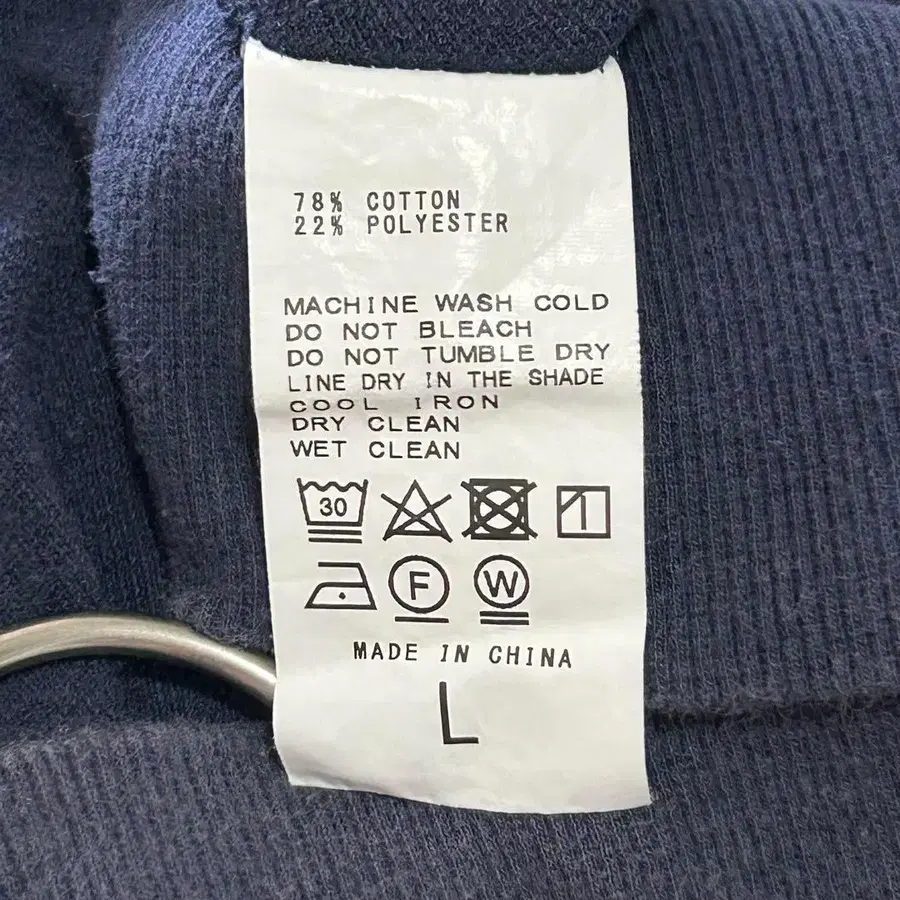 78% COTTON
22% POLYESTER
MACHINE WASH COLD
DO NOT BLEACH
DO NOT TUMBLE DRY
LINE DRY IN THE SHADE
COOL IRON
DRY CLEAN
WET CLEAN
30
F W
MADE IN CHINA
L